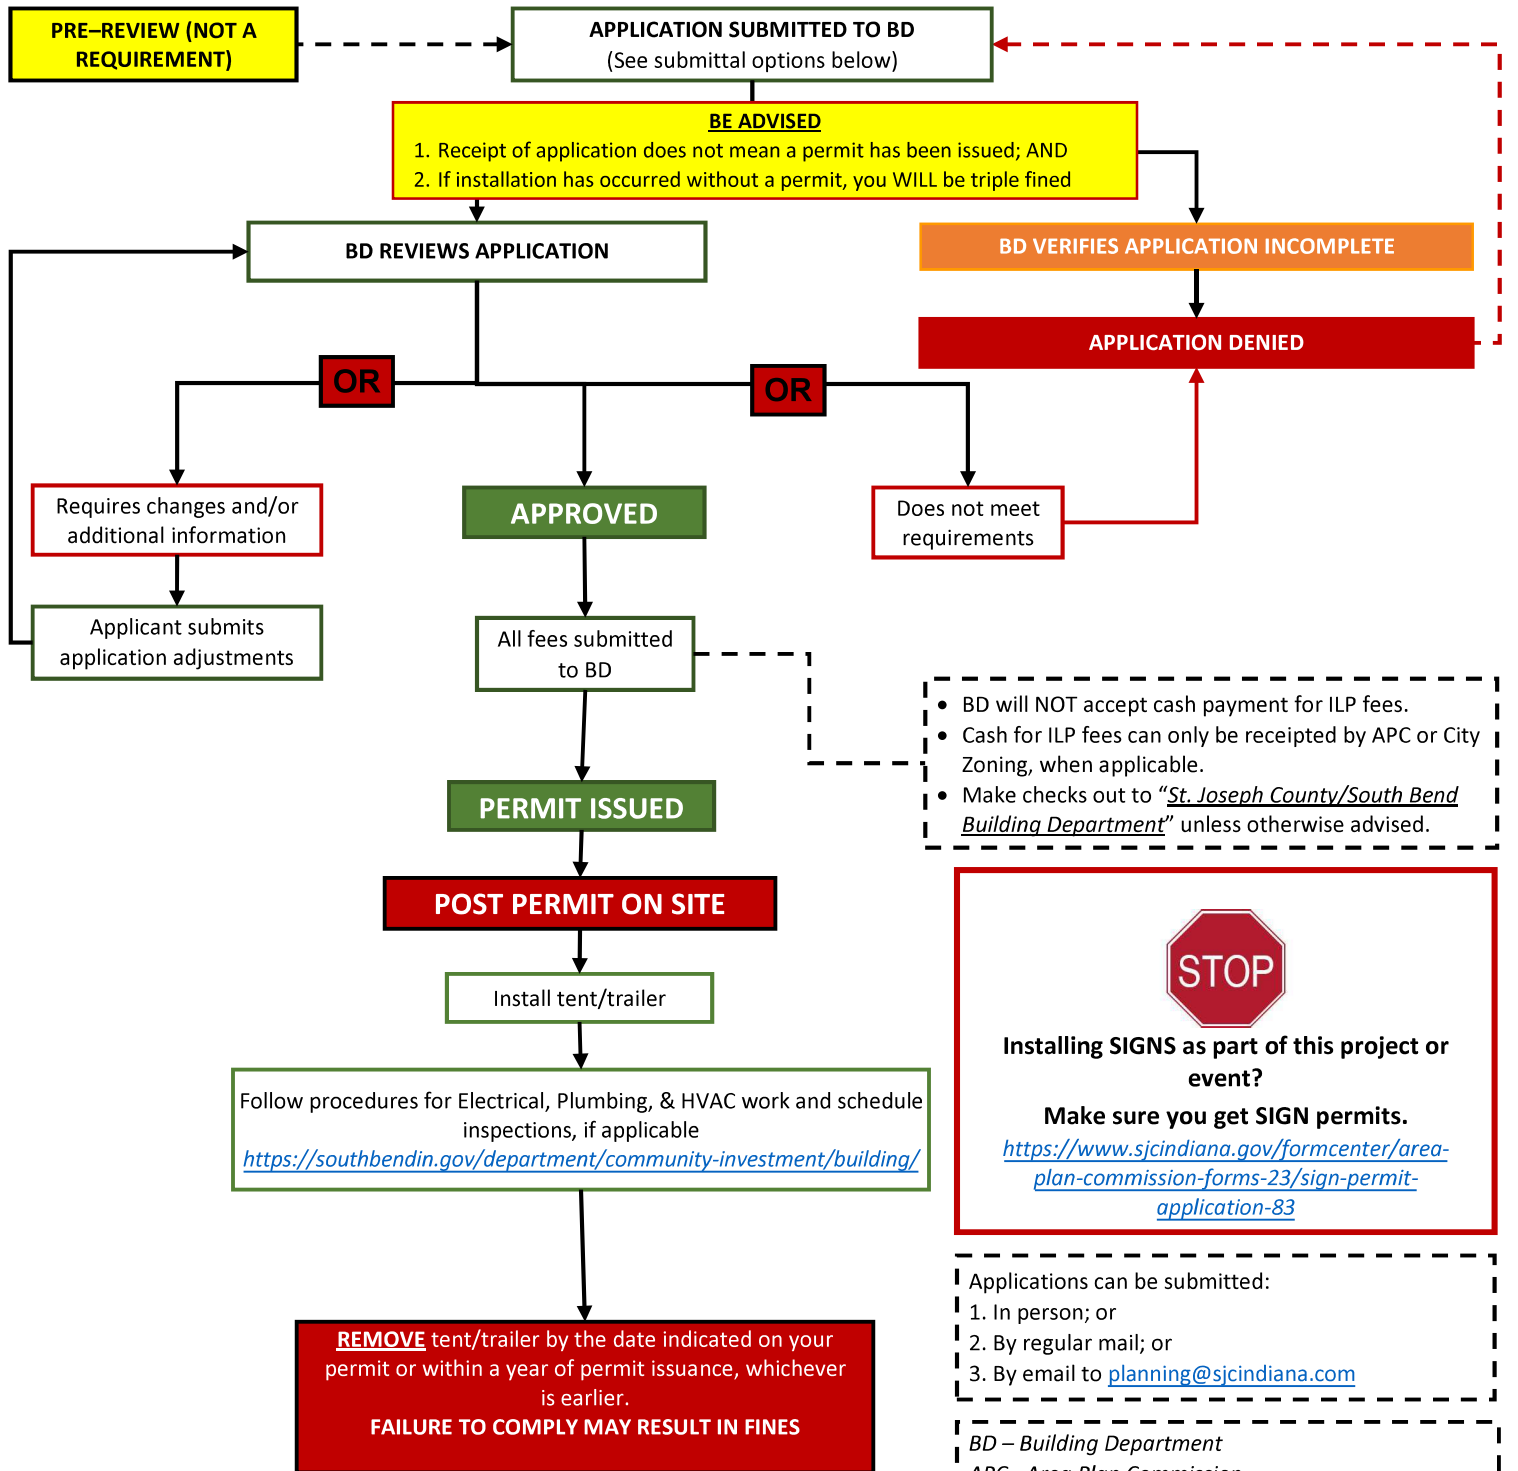 PRE–REVIEW (NOT A
REQUIREMENT)
APPLICATION SUBMITTED TO BD
(See submittal options below)
BE ADVISED
1. Receipt of application does not mean a permit has been issued; AND
2. If installation has occurred without a permit, you WILL be triple fined
BD REVIEWS APPLICATION
BD VERIFIES APPLICATION INCOMPLETE
APPLICATION DENIED
OR
OR
Requires changes and/or
additional information
APPROVED
Does not meet
requirements
Applicant submits
application adjustments
All fees submitted
to BD
• BD will NOT accept cash payment for ILP fees.
• Cash for ILP fees can only be receipted by APC or City
Zoning, when applicable.
• Make checks out to “St. Joseph County/South Bend
Building Department” unless otherwise advised.
PERMIT ISSUED
POST PERMIT ON SITE
Install tent/trailer
STOP
Installing SIGNS as part of this project or
event?
Make sure you get SIGN permits.
https://www.sjcindiana.gov/formcenter/area-
plan-commission-forms-23/sign-permit-
application-83
Follow procedures for Electrical, Plumbing, & HVAC work and schedule
inspections, if applicable
https://southbendin.gov/department/community-investment/building/
REMOVE tent/trailer by the date indicated on your
permit or within a year of permit issuance, whichever
is earlier.
FAILURE TO COMPLY MAY RESULT IN FINES
Applications can be submitted:
1. In person; or
2. By regular mail; or
3. By email to planning@sjcindiana.com
BD – Building Department
APC - Area Plan Commission